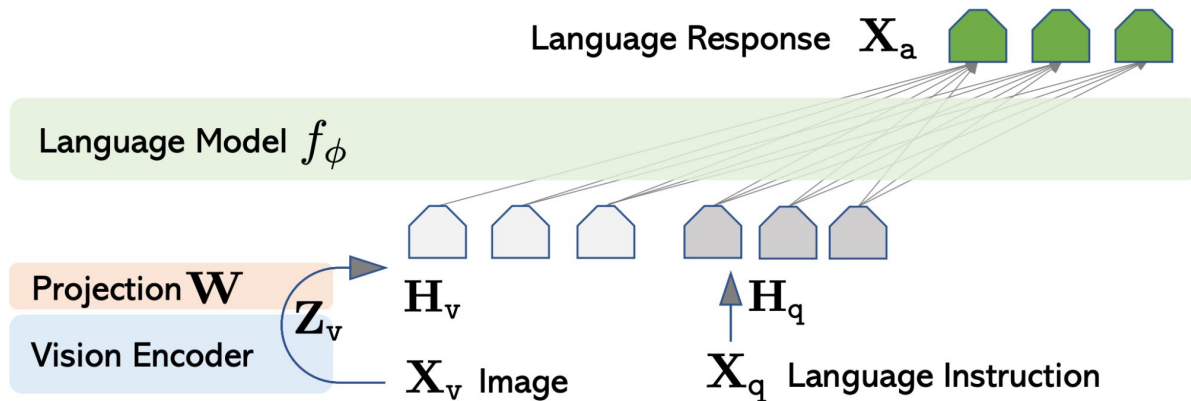 Language Response X_a
Language Model f_ϕ
Projection W
Z_v
H_v
H_q
Vision Encoder
X_v Image
X_q Language Instruction